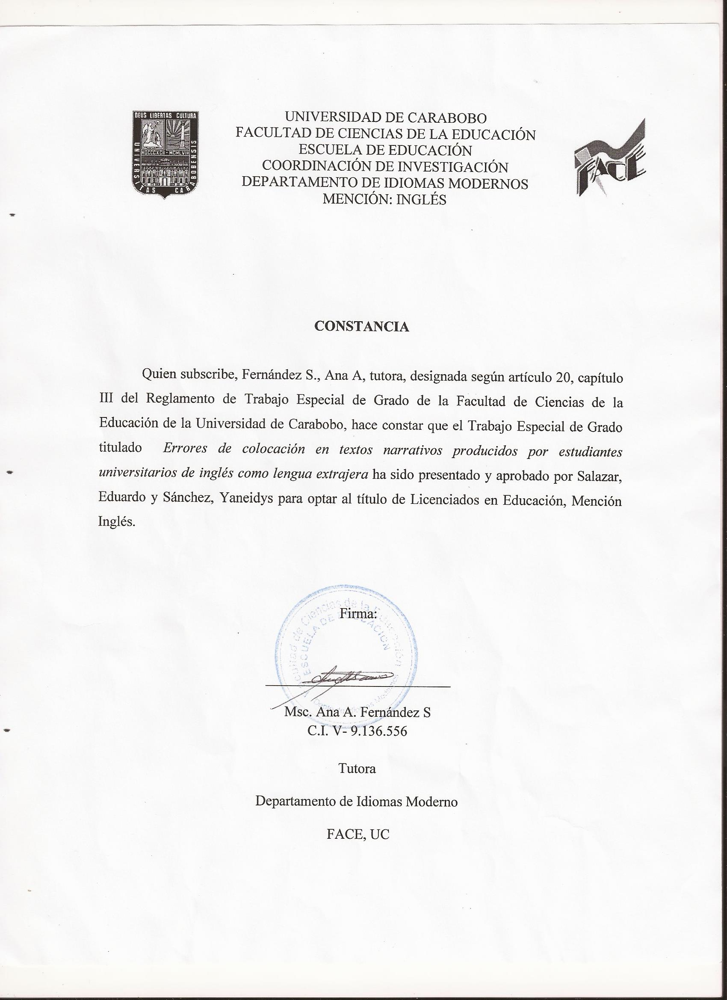 DEUS LIBERTAS CULTURA
UNIVERSITAS CARABOBENSIS
MDCCCXCII - MCMLVIII
UNIVERSIDAD DE CARABOBO
FACULTAD DE CIENCIAS DE LA EDUCACIÓN
ESCUELA DE EDUCACIÓN
COORDINACIÓN DE INVESTIGACIÓN
DEPARTAMENTO DE IDIOMAS MODERNOS
MENCIÓN: INGLÉS
FACE
CONSTANCIA
Quien subscribe, Fernández S., Ana A, tutora, designada según artículo 20, capítulo
III del Reglamento de Trabajo Especial de Grado de la Facultad de Ciencias de la
Educación de la Universidad de Carabobo, hace constar que el Trabajo Especial de Grado
titulado Errores de colocación en textos narrativos producidos por estudiantes
universitarios de inglés como lengua extrajera ha sido presentado y aprobado por Salazar,
Eduardo y Sánchez, Yaneidys para optar al título de Licenciados en Educación, Mención
Inglés.
Firma:
de Ciencias de la Educación
ESCUELA DE EDUCACIÓN
Msc. Ana A. Fernández S
C.I. V- 9.136.556
Tutora
Departamento de Idiomas Moderno
FACE, UC